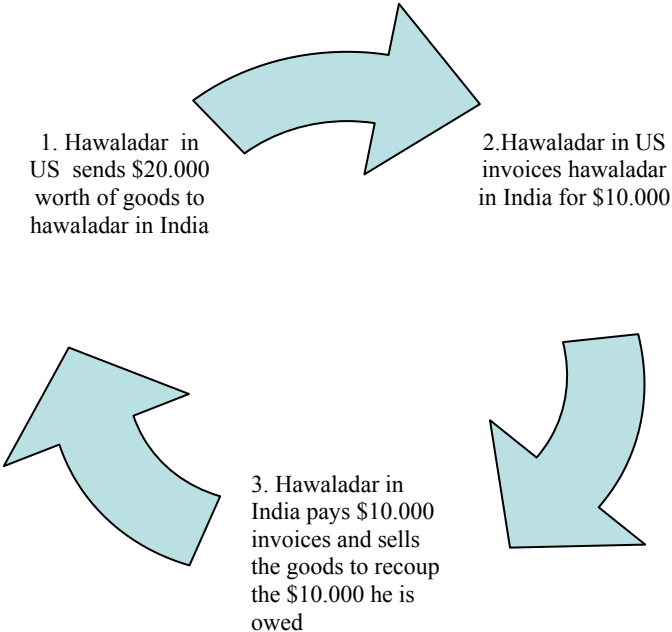 1. Hawaladar in
US sends $20.000
worth of goods to
hawaladar in India
2.Hawaladar in US
invoices hawaladar
in India for $10.000
3. Hawaladar in
India pays $10.000
invoices and sells
the goods to recoup
the $10.000 he is
owed